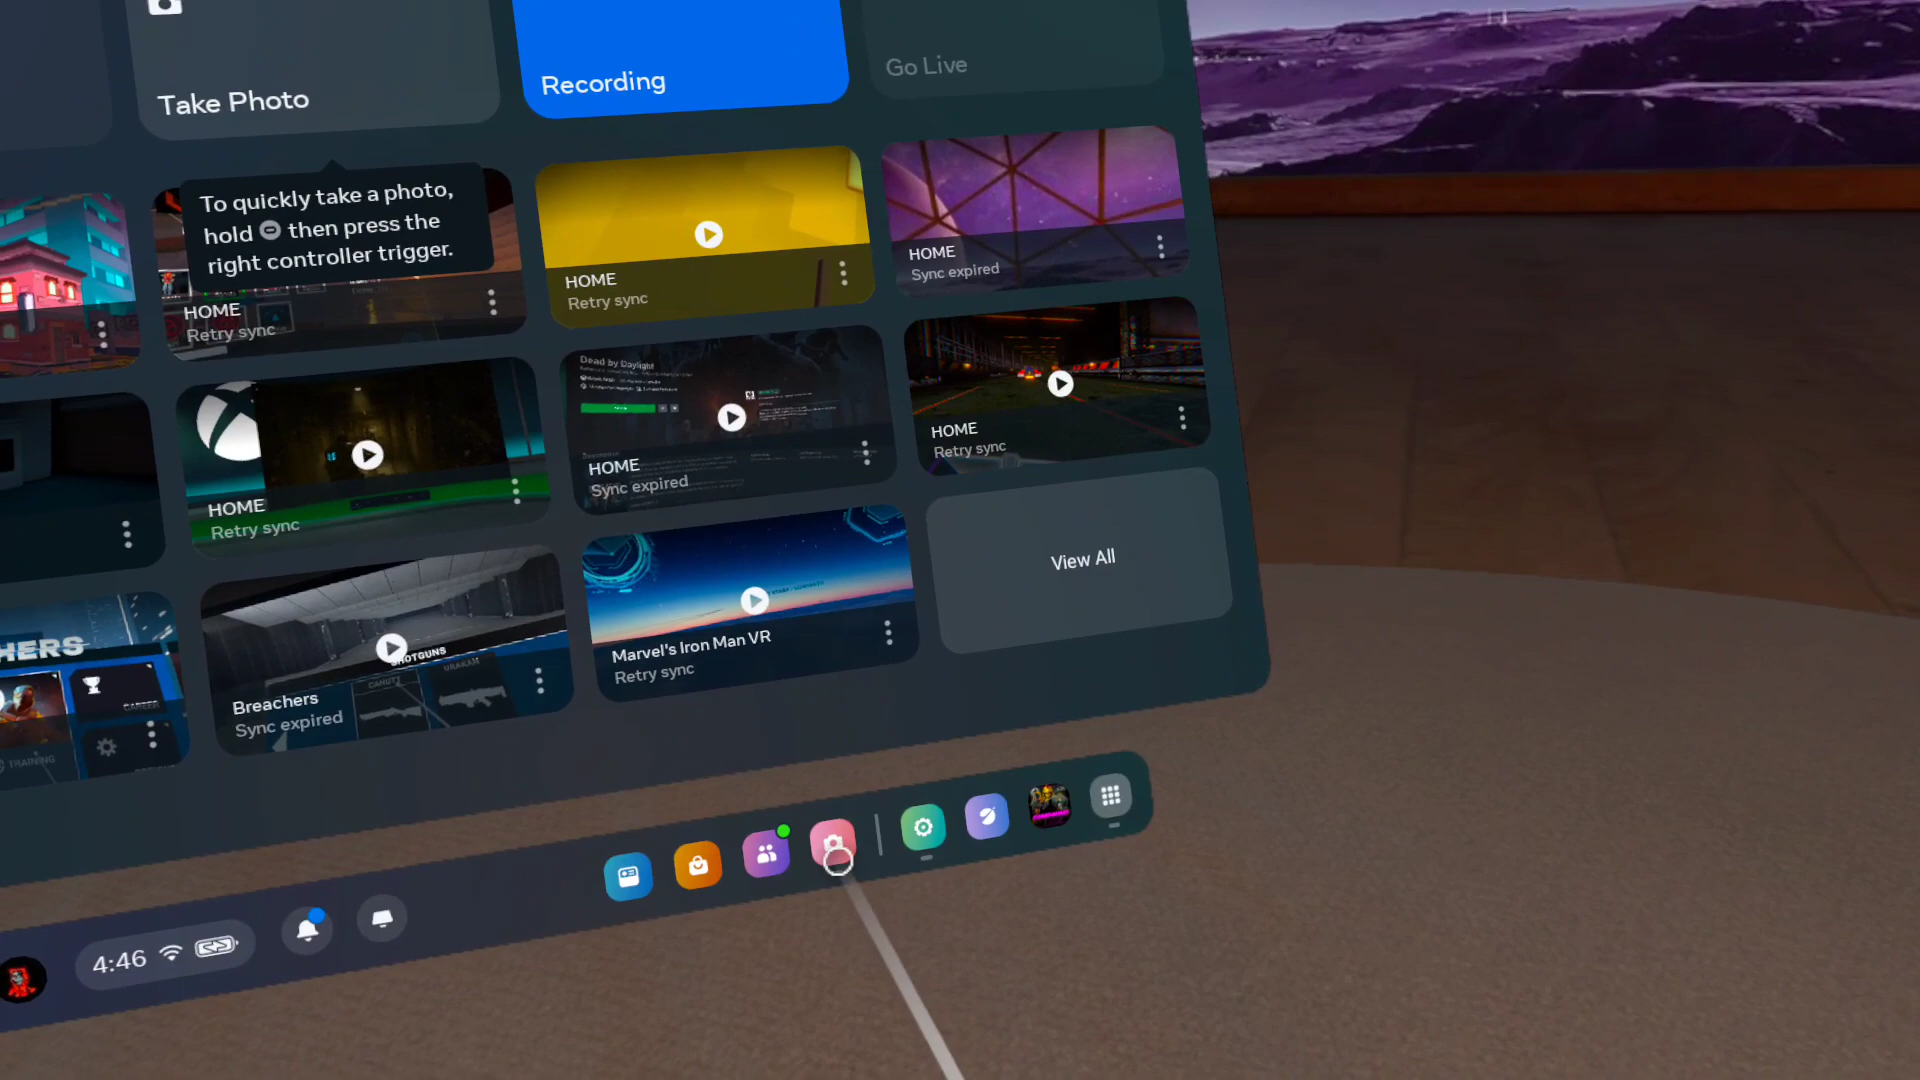 Take Photo
Recording
Go Live
To quickly take a photo,
hold then press the
right controller trigger.
HOME
Retry sync
HOME
Retry sync
HOME
Sync expired
HOME
Retry sync
Dead by Daylight
HOME
Sync expired
HOME
Retry sync
HERS
CAREER
TRAINING
SHOTGUNS
Breachers
Sync expired
Marvel's Iron Man VR
Retry sync
View All
4:46